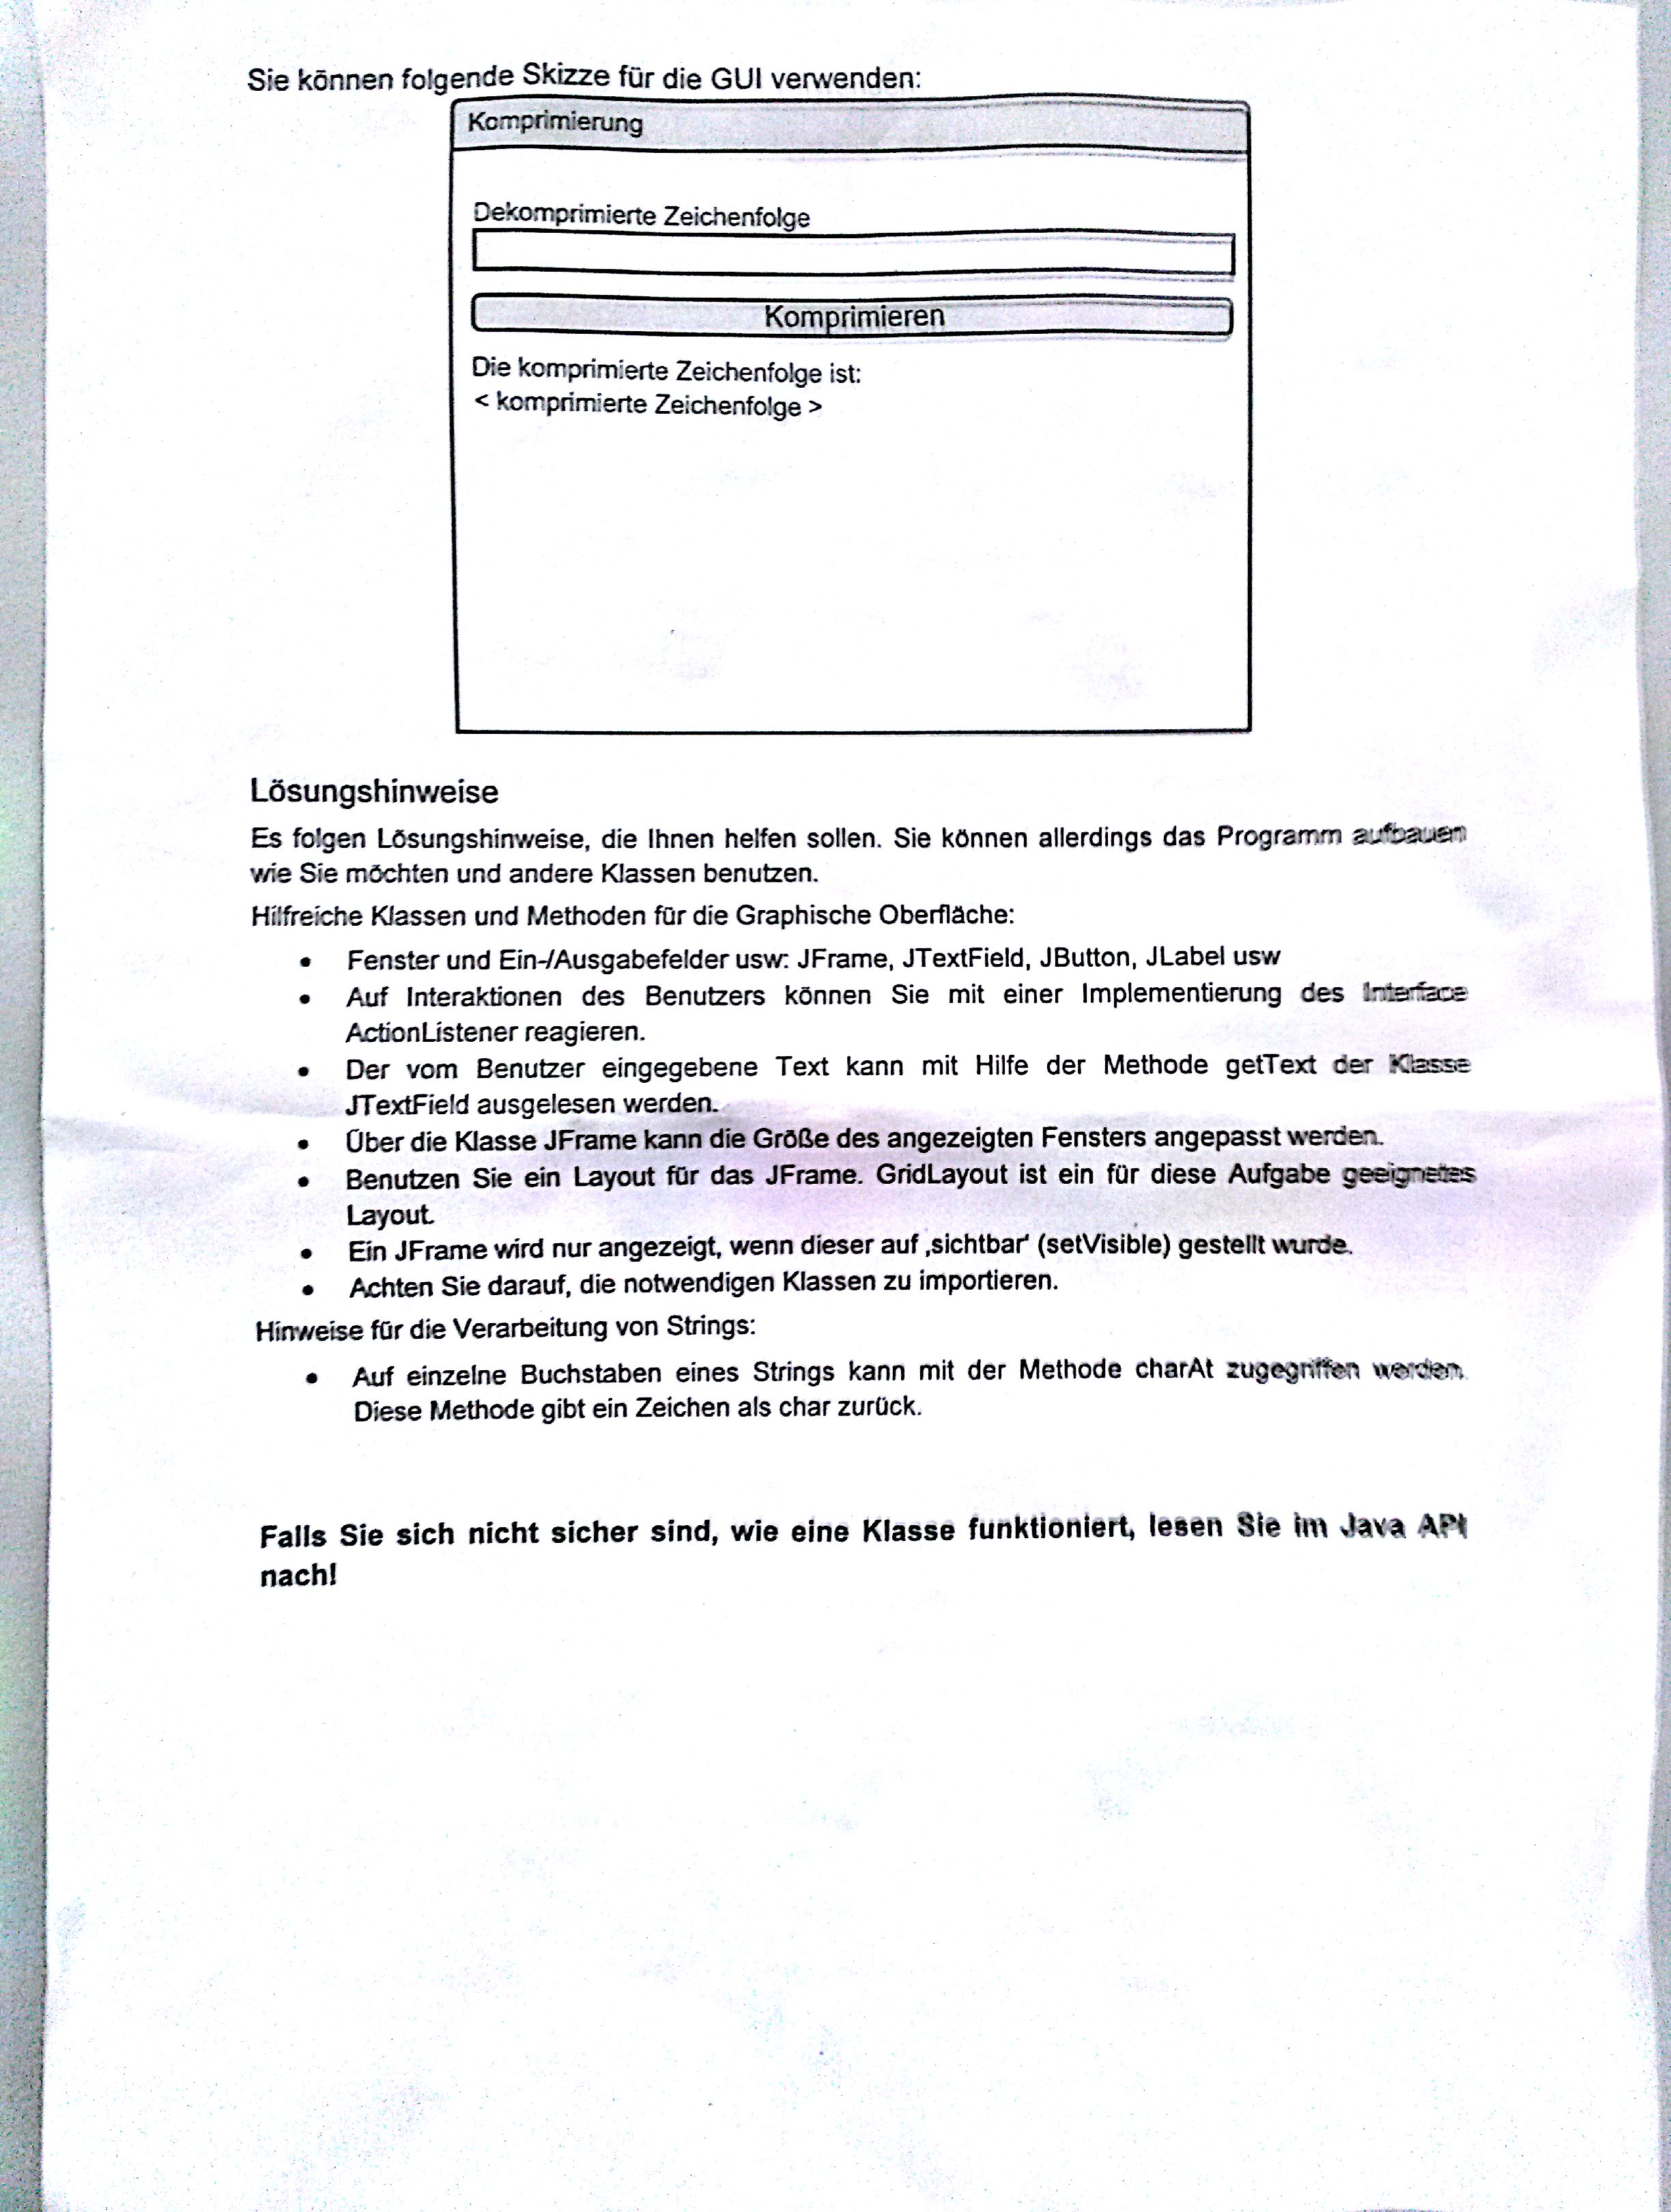 Sie können folgende Skizze für die GUI verwenden:
Komprimierung
Dekomprimierte Zeichenfolge
Komprimieren
Die komprimierte Zeichenfolge ist:
< komprimierte Zeichenfolge >
Lösungshinweise
Es folgen Lösungshinweise, die Ihnen helfen sollen. Sie können allerdings das Programm aufbauen
wie Sie möchten und andere Klassen benutzen.
Hilfreiche Klassen und Methoden für die Graphische Oberfläche:
• Fenster und Ein-/Ausgabefelder usw: JFrame, JTextField, JButton, JLabel usw
• Auf Interaktionen des Benutzers können Sie mit einer Implementierung des Interface
ActionListener reagieren.
• Der vom Benutzer eingegebene Text kann mit Hilfe der Methode getText der Klasse
JTextField ausgelesen werden.
• Über die Klasse JFrame kann die Größe des angezeigten Fensters angepasst werden.
• Benutzen Sie ein Layout für das JFrame. GridLayout ist ein für diese Aufgabe geeignetes
Layout.
• Ein JFrame wird nur angezeigt, wenn dieser auf ‚sichtbar‘ (setVisible) gestellt wurde.
• Achten Sie darauf, die notwendigen Klassen zu importieren.
Hinweise für die Verarbeitung von Strings:
• Auf einzelne Buchstaben eines Strings kann mit der Methode charAt zugegriffen werden.
Diese Methode gibt ein Zeichen als char zurück.
Falls Sie sich nicht sicher sind, wie eine Klasse funktioniert, lesen Sie im Java API
nach!